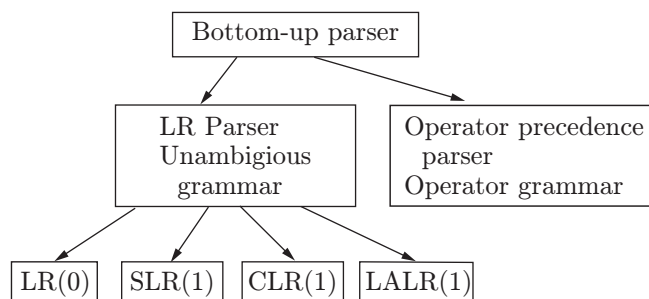 Bottom-up parser
LR Parser
Unambigious
grammar
Operator precedence
parser
Operator grammar
LR(0)
SLR(1)
CLR(1)
LALR(1)